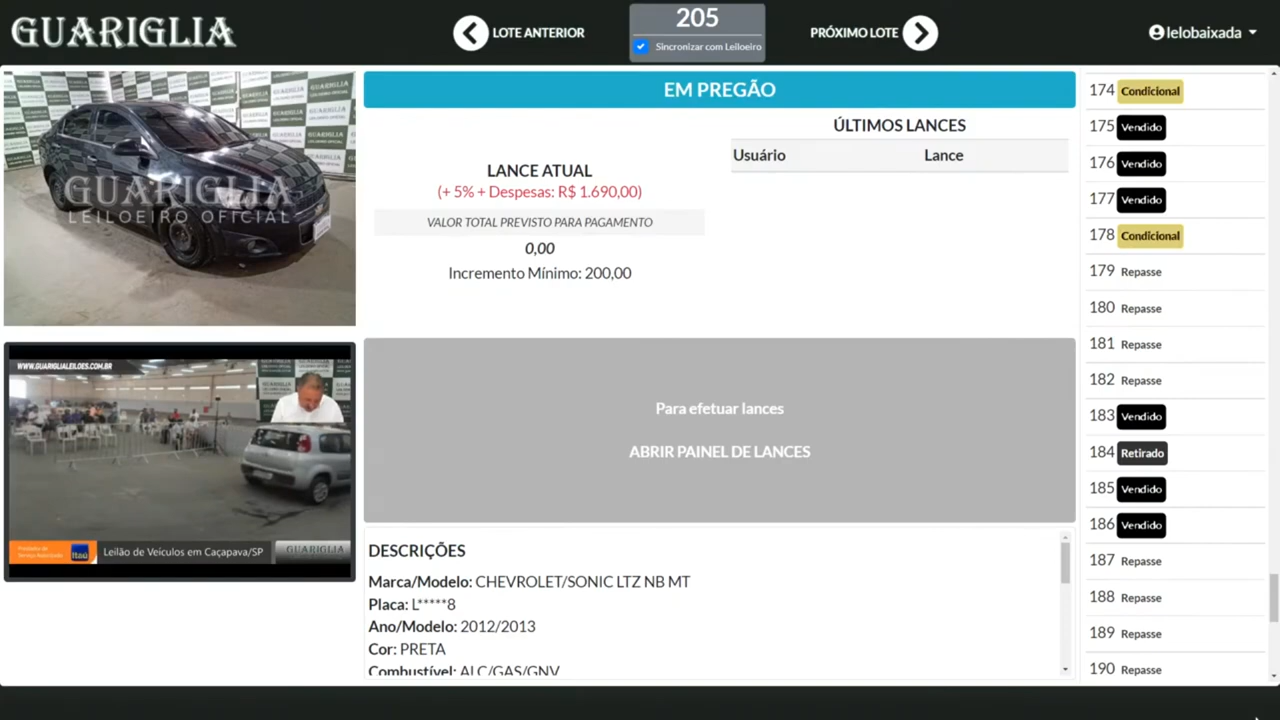 GUARIGLIA
LOTE ANTERIOR
205
Sincronizar com Leiloeiro
PRÓXIMO LOTE
lelobaixada
GUARIGLIA
LEILOEIRO OFICIAL
EM PREGÃO
LANCE ATUAL
(+ 5% + Despesas: R$ 1.690,00)
VALOR TOTAL PREVISTO PARA PAGAMENTO
0,00
Incremento Mínimo: 200,00
ÚLTIMOS LANCES
Usuário Lance
Para efetuar lances
ABRIR PAINEL DE LANCES
WWW.GUARIGLIALEILOES.COM.BR
Itaú
Leilão de Veículos em Caçapava/SP
GUARIGLIA
DESCRIÇÕES
Marca/Modelo: CHEVROLET/SONIC LTZ NB MT
Placa: L*****8
Ano/Modelo: 2012/2013
Cor: PRETA
Combustível: ALC/GAS/GNV
174 Condicional
175 Vendido
176 Vendido
177 Vendido
178 Condicional
179 Repasse
180 Repasse
181 Repasse
182 Repasse
183 Vendido
184 Retirado
185 Vendido
186 Vendido
187 Repasse
188 Repasse
189 Repasse
190 Repasse